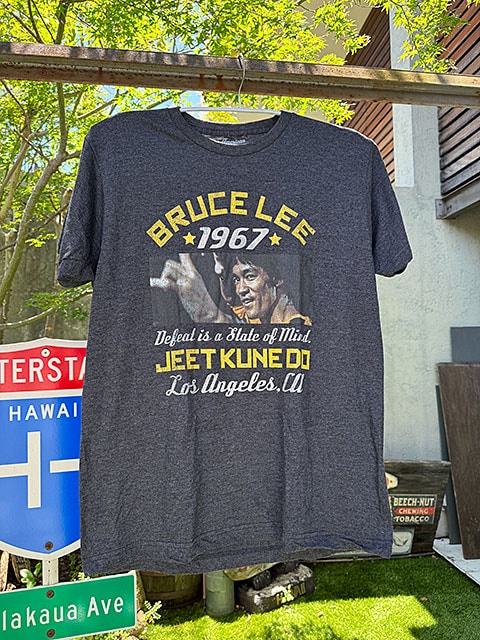 BRUCE LEE
1967
Defeat is a State of Mind.
JEET KUNE DO
Los Angeles, CA
TERSTA
HAWAI
H
lakaua Ave
BEECH-NUT
CHEWING
TOBACCO